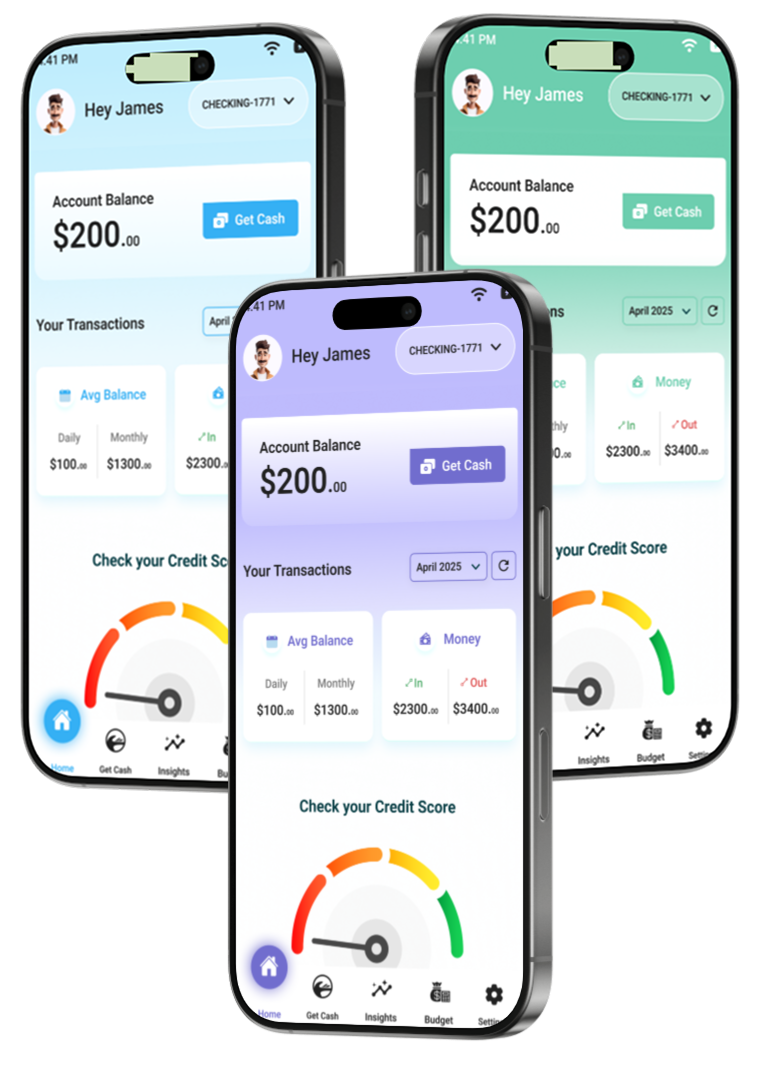 :41 PM
Hey James
CHECKING-1771
Account Balance
$200.00
Get Cash
Your Transactions
April
Avg Balance
Daily
Monthly
$100.00
$1300.00
In
$2300.0
Check your Credit Sc
Home
Get Cash
Insights
Bu
:41 PM
Hey James
CHECKING-1771
Account Balance
$200.00
Get Cash
ns
April 2025
ce
Money
hly
In
Out
0.00
$2300.00
$3400.00
your Credit Score
Insights
Budget
Settin
:41 PM
Hey James
CHECKING-1771
Account Balance
$200.00
Get Cash
Your Transactions
April 2025
Avg Balance
Money
Daily
Monthly
In
Out
$100.00
$1300.00
$2300.00
$3400.00
Check your Credit Score
Home
Get Cash
Insights
Budget
Settin